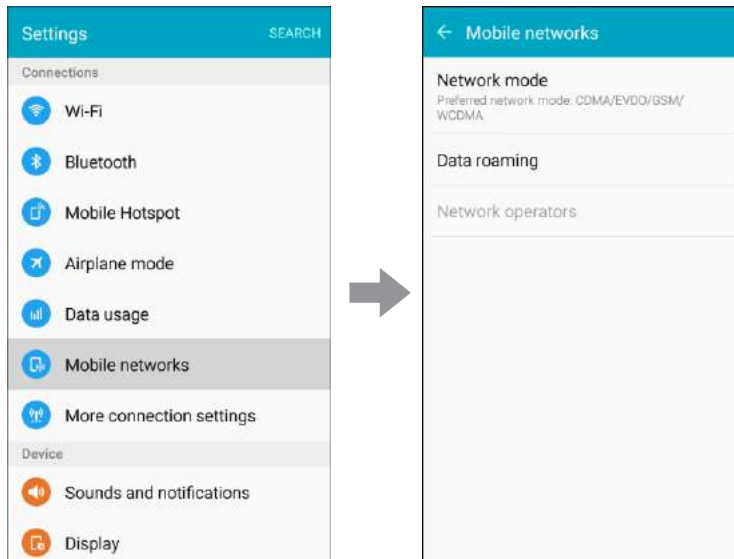 Settings
SEARCH
Connections
Wi-Fi
Bluetooth
Mobile Hotspot
Airplane mode
Data usage
Mobile networks
More connection settings
Device
Sounds and notifications
Display
Mobile networks
Network mode
Preferred network mode: CDMA/EVDO/GSM/
WCDMA
Data roaming
Network operators